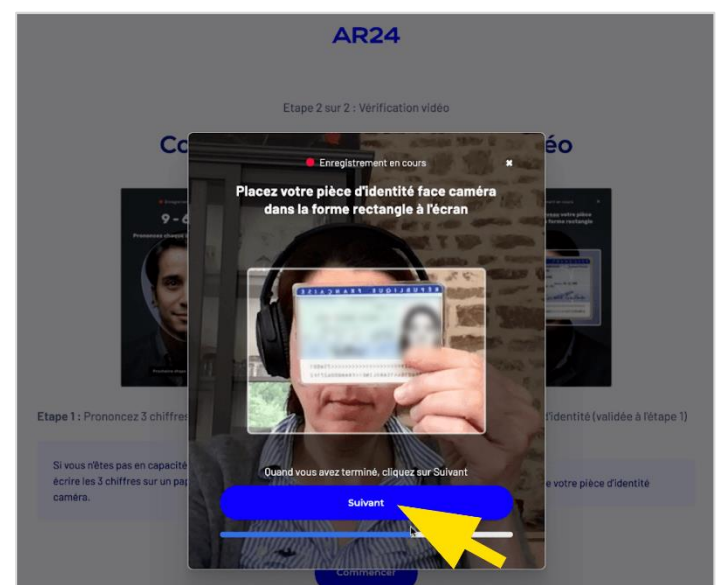 AR24
Etape 2 sur 2 : Vérification vidéo
Co
éo
Enregistrement en cours
Placez votre pièce d'identité face caméra
dans la forme rectangle à l'écran
9 - 6
RÉPUBLIQUE FRANÇAISE
Etape 1 : Prononcez 3 chiffres
d'identité (validée à l'étape 1)
Si vous n'êtes pas en capacité
écrire les 3 chiffres sur un pap
caméra.
e votre pièce d'identité
Quand vous avez terminé, cliquez sur Suivant
Suivant
Commencer